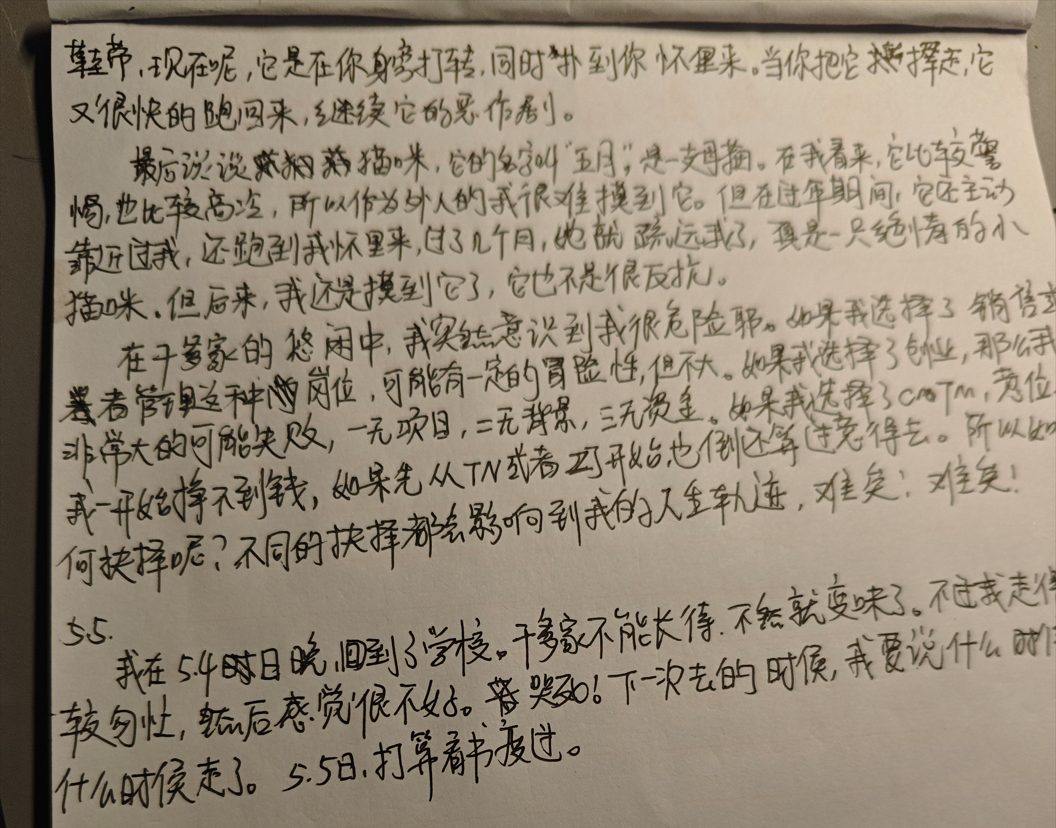 鞋带,现在呢,它是在你身旁打转,同时扑到你怀里来。当你把它择走,它
又很快的跑回来,继续它的恶作剧。
最后说说猫咪,它的名字叫“五月”,是一支母猫。在我看来,它比较警
惕,也比较高冷,所以作为外人的我很难摸到它。但在过年期间,它还主动
靠近过我,还跑到我怀里来,过了几个月,她就疏远我了,真是一只绝情的小
猫咪。但后来,我还是摸到它了,它也不是很反抗。
在干爹家的悠闲中,我突然意识到我很危险耶。如果我选择了销售或
者管理这种岗位,可能有一定的冒险性,但不大。如果我选择了创业,那么我
非常大的可能失败,一无项目,二无背景,三无资金。如果我选择了,岗位
我一开始挣不到钱,如果先从TN或者开始,也倒还算过意得去。所以如
何抉择呢?不同的抉择都会影响到我的人生轨迹,难矣!难矣!
5.5.
我在5.4日晚回到了学校。干爹家不能长待,不然就变味了。不过我走得
较匆忙,然后感觉很不好。哭死!下一次去的时候,我要说什么时候
什么时候走了。5.5日,打算看书度过。